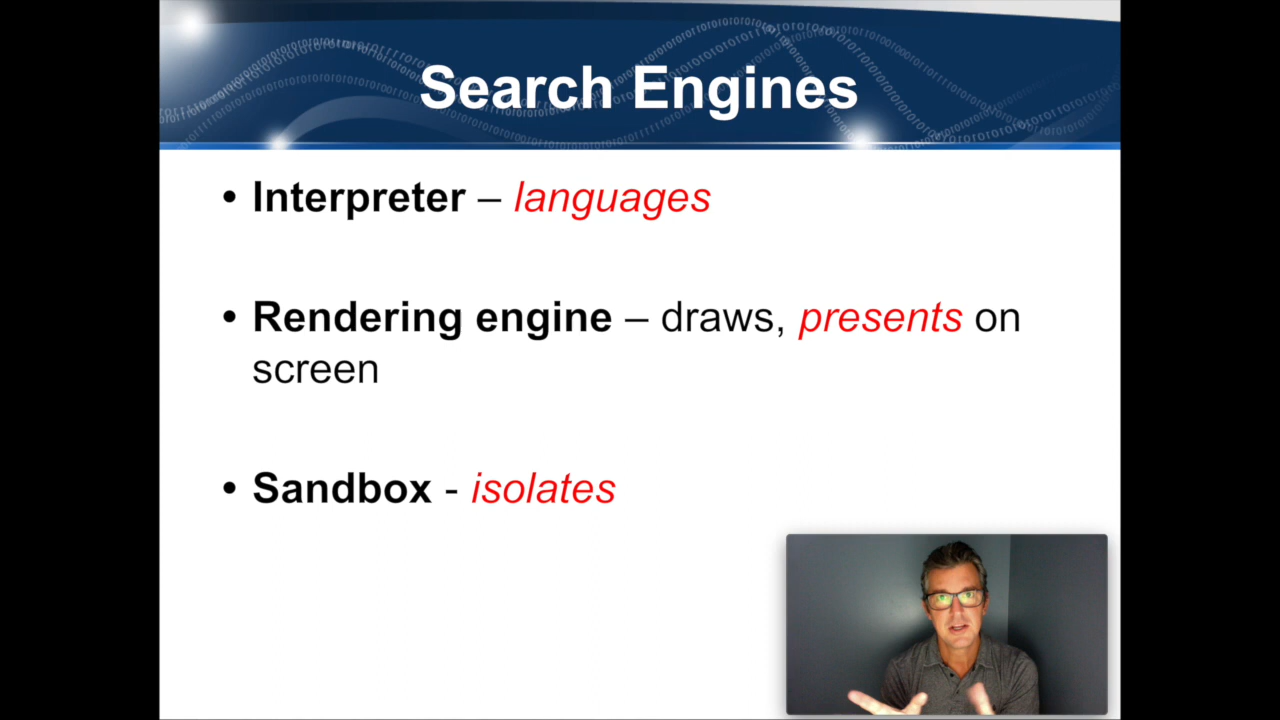 Search Engines
• Interpreter – languages
• Rendering engine – draws, presents on
screen
• Sandbox - isolates